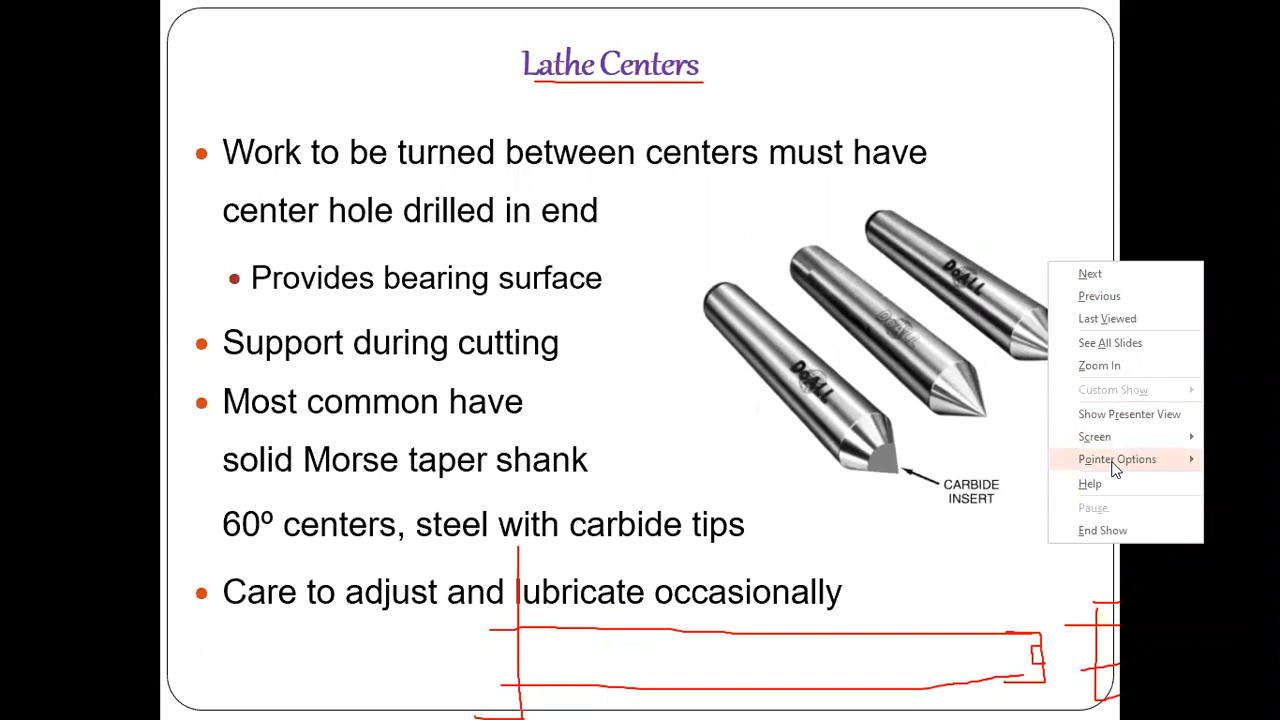 Lathe Centers
Work to be turned between centers must have
center hole drilled in end
Provides bearing surface
Support during cutting
Most common have
solid Morse taper shank
60º centers, steel with carbide tips
Care to adjust and lubricate occasionally
DoALL
DoALL
DoALL
CARBIDE
INSERT
Next
Previous
Last Viewed
See All Slides
Zoom In
Custom Show
Show Presenter View
Screen
Pointer Options
Help
Pause
End Show